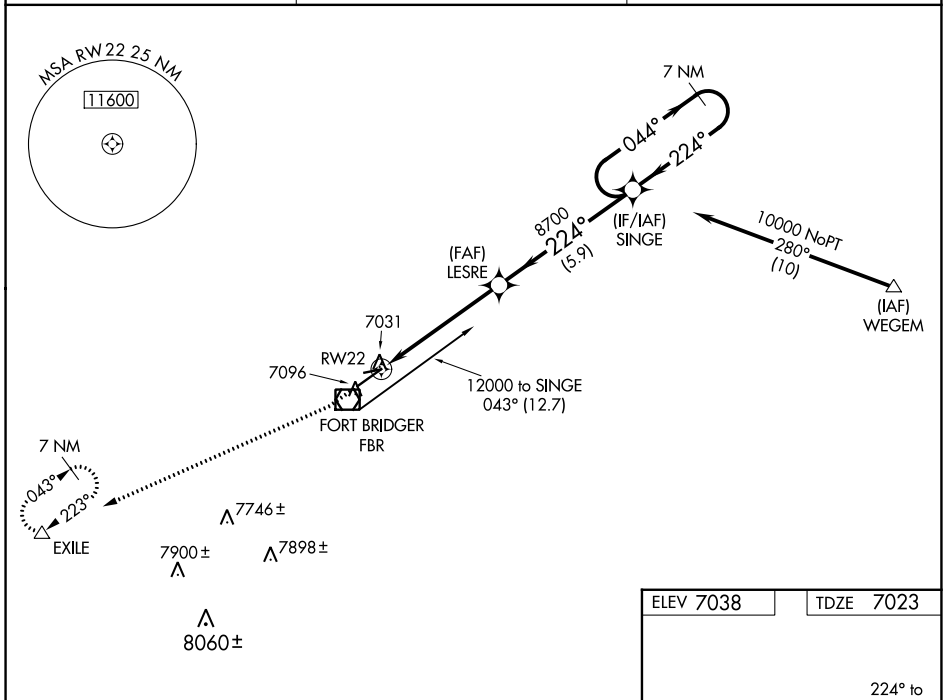 MSA RW22 25 NM
11600
7 NM
044°
224°
(IF/IAF)
SINGE
8700
224°
(5.9)
10000 NoPT
280°
(10)
(IAF)
WEGEM
(FAF)
LESRE
7031
RW22
7096
12000 to SINGE
043° (12.7)
FORT BRIDGER
FBR
7 NM
043°
223°
EXILE
7746±
7900±
7898±
8060±
ELEV 7038
TDZE 7023
224° to